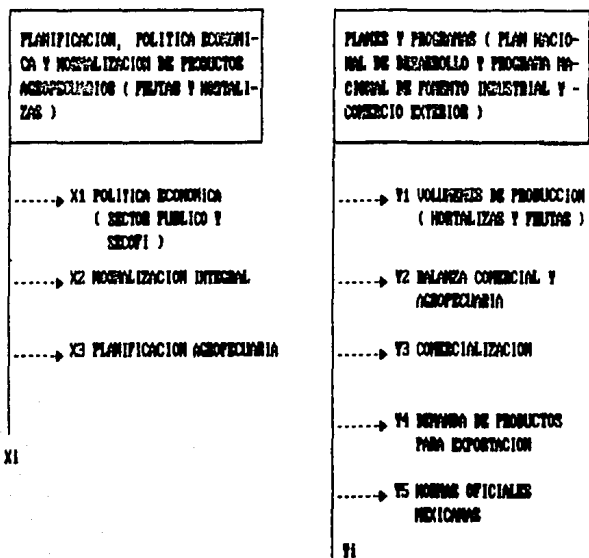 PLANIFICACION, POLITICA ECONOMI-
CA Y NORMALIZACION DE PRODUCTOS
AGROPECUARIOS ( FRUTAS Y HORTALI-
ZAS )
X1 POLITICA ECONOMICA
( SECTOR PUBLICO Y
SECOFI )
X2 NORMALIZACION INTEGRAL
X3 PLANIFICACION AGROPECUARIA
Xi
PLANES Y PROGRAMAS ( PLAN NACIO-
NAL DE DESARROLLO Y PROGRAMA NA-
CIONAL DE FOMENTO INDUSTRIAL Y -
COMERCIO EXTERIOR )
Y1 VOLUMENES DE PRODUCCION
( HORTALIZAS Y FRUTAS )
Y2 BALANZA COMERCIAL Y
AGROPECUARIA
Y3 COMERCIALIZACION
Y4 DEMANDA DE PRODUCTOS
PARA EXPORTACION
Y5 NORMAS OFICIALES
MEXICANAS
Yi